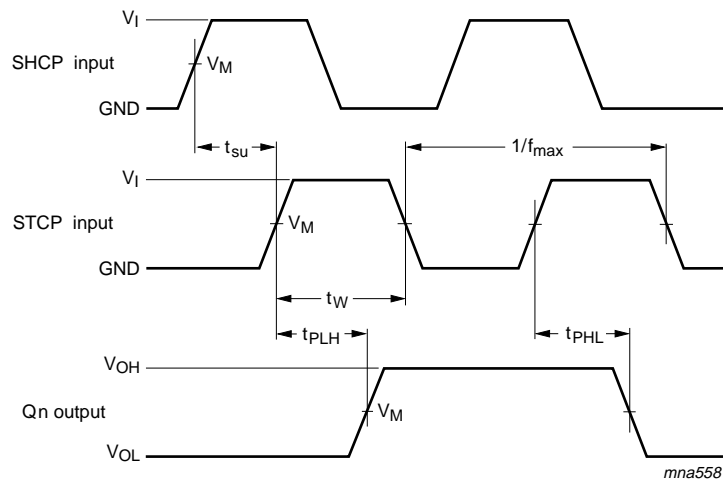 VI
SHCP input
VM
GND
tsu
1/fmax
VI
STCP input
VM
GND
tW
tPLH
tPHL
VOH
Qn output
VM
VOL
mna558